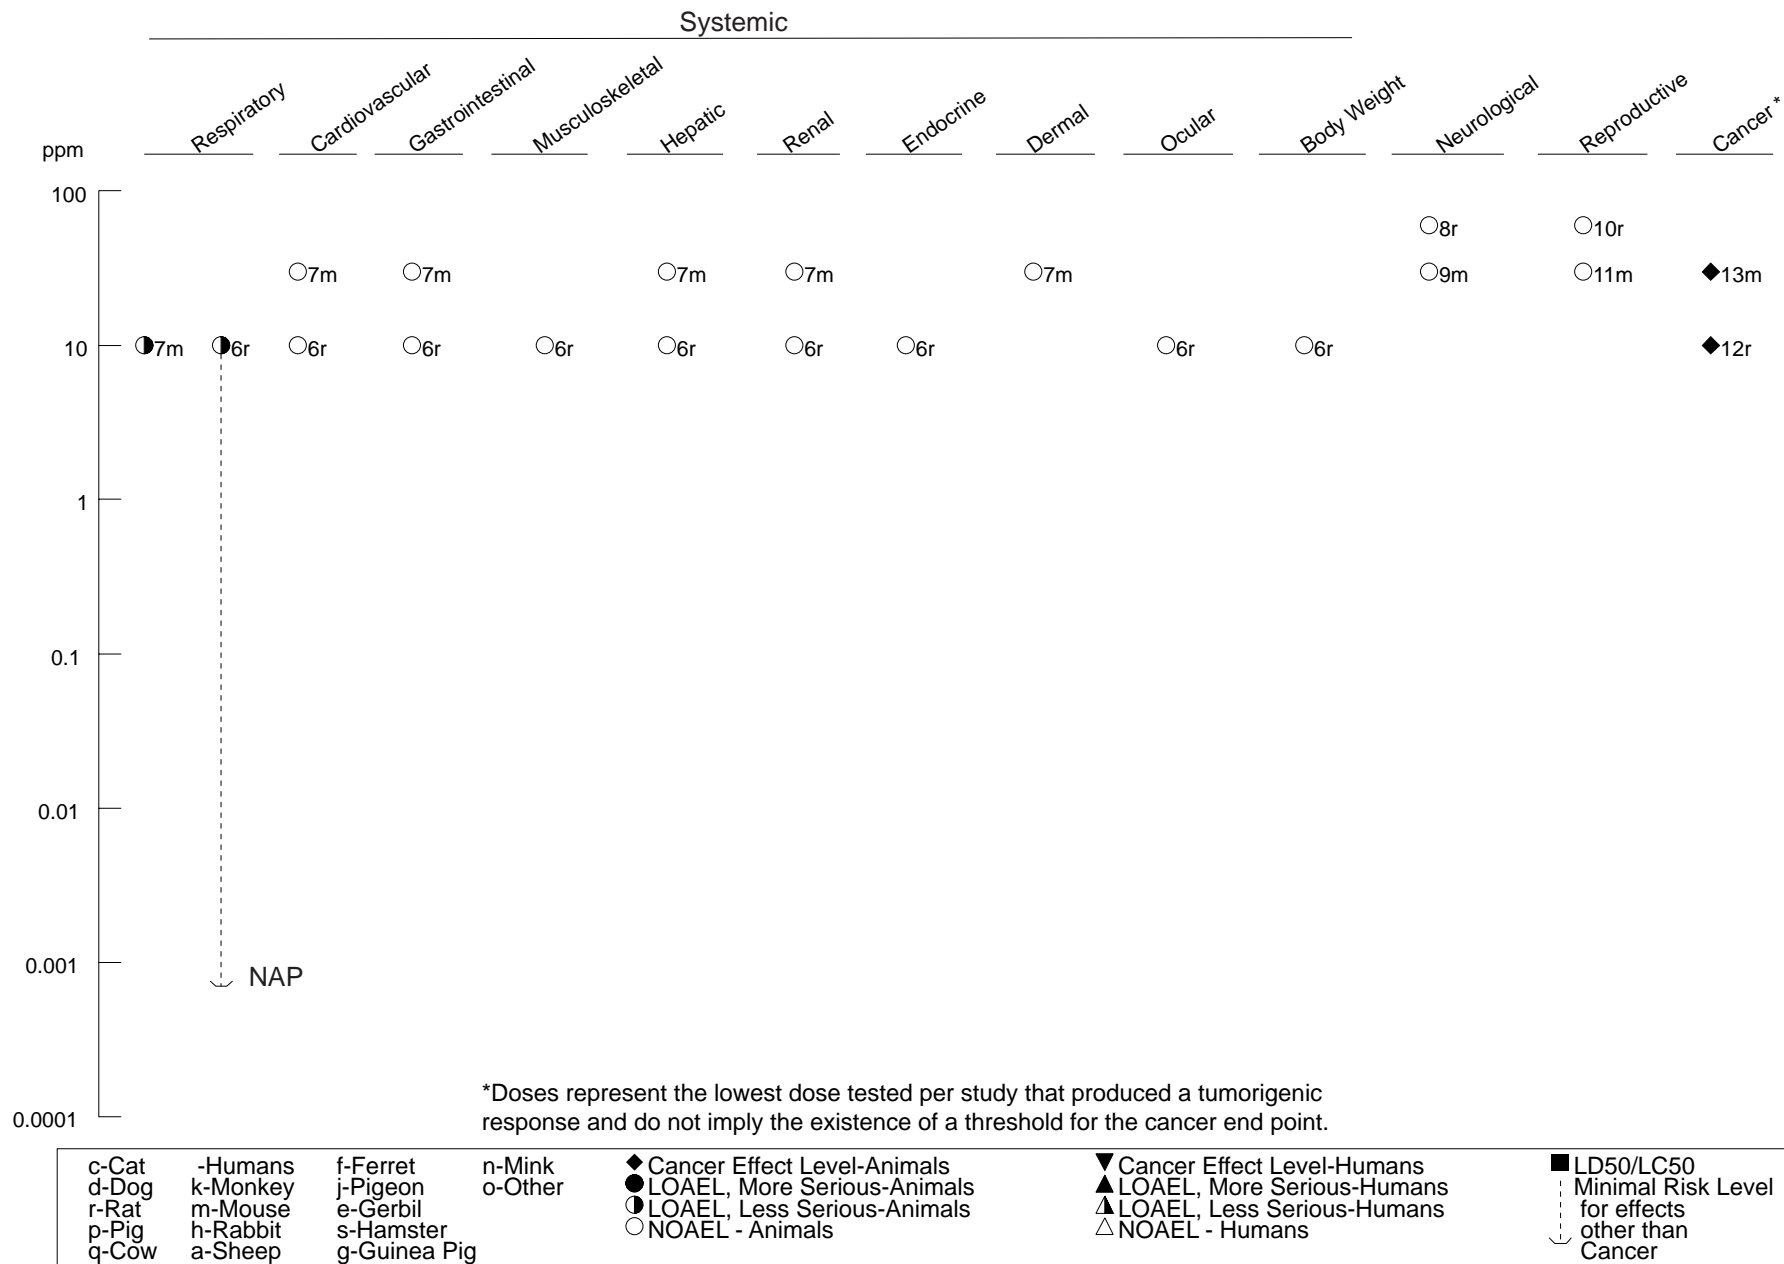 Systemic
Respiratory
Cardiovascular
Gastrointestinal
Musculoskeletal
Hepatic
Renal
Endocrine
Dermal
Ocular
Body Weight
Neurological
Reproductive
Cancer *
ppm
100
8r 10r
7m 7m 7m 7m 7m 9m 11m 13m
10 7m 6r 6r 6r 6r 6r 6r 6r 6r 6r 12r
1
0.1
0.01
0.001
NAP
0.0001
*Doses represent the lowest dose tested per study that produced a tumorigenic
response and do not imply the existence of a threshold for the cancer end point.
c-Cat -Humans f-Ferret n-Mink Cancer Effect Level-Animals Cancer Effect Level-Humans LD50/LC50
d-Dog k-Monkey j-Pigeon o-Other LOAEL, More Serious-Animals LOAEL, More Serious-Humans Minimal Risk Level
r-Rat m-Mouse e-Gerbil LOAEL, Less Serious-Animals LOAEL, Less Serious-Humans for effects
p-Pig h-Rabbit s-Hamster NOAEL - Animals NOAEL - Humans other than
q-Cow a-Sheep g-Guinea Pig Cancer